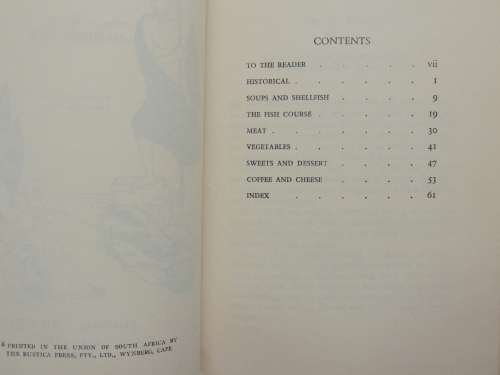 PRINTED IN THE UNION OF SOUTH AFRICA BY
THE RUSTICA PRESS, PTY., LTD., WYNBERG, CAPE
CONTENTS
TO THE READER . . . . . vii
HISTORICAL . . . . . . 1
SOUPS AND SHELLFISH . . . . 9
THE FISH COURSE . . . . . 19
MEAT . . . . . . 30
VEGETABLES . . . . . . 41
SWEETS AND DESSERT . . . . 47
COFFEE AND CHEESE . . . . 53
INDEX . . . . . . 61